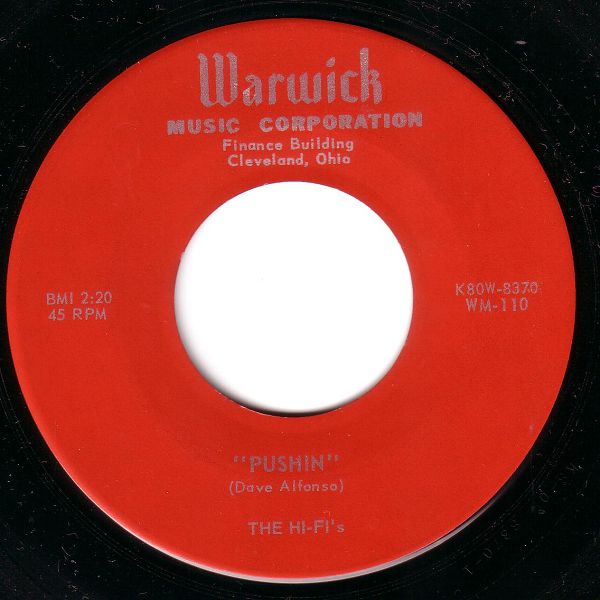 Warwick
MUSIC CORPORATION
Finance Building
Cleveland, Ohio
BMI 2:20
45 RPM
K80W-8370
WM-110
"PUSHIN"
(Dave Alfonso)
THE HI-FI's